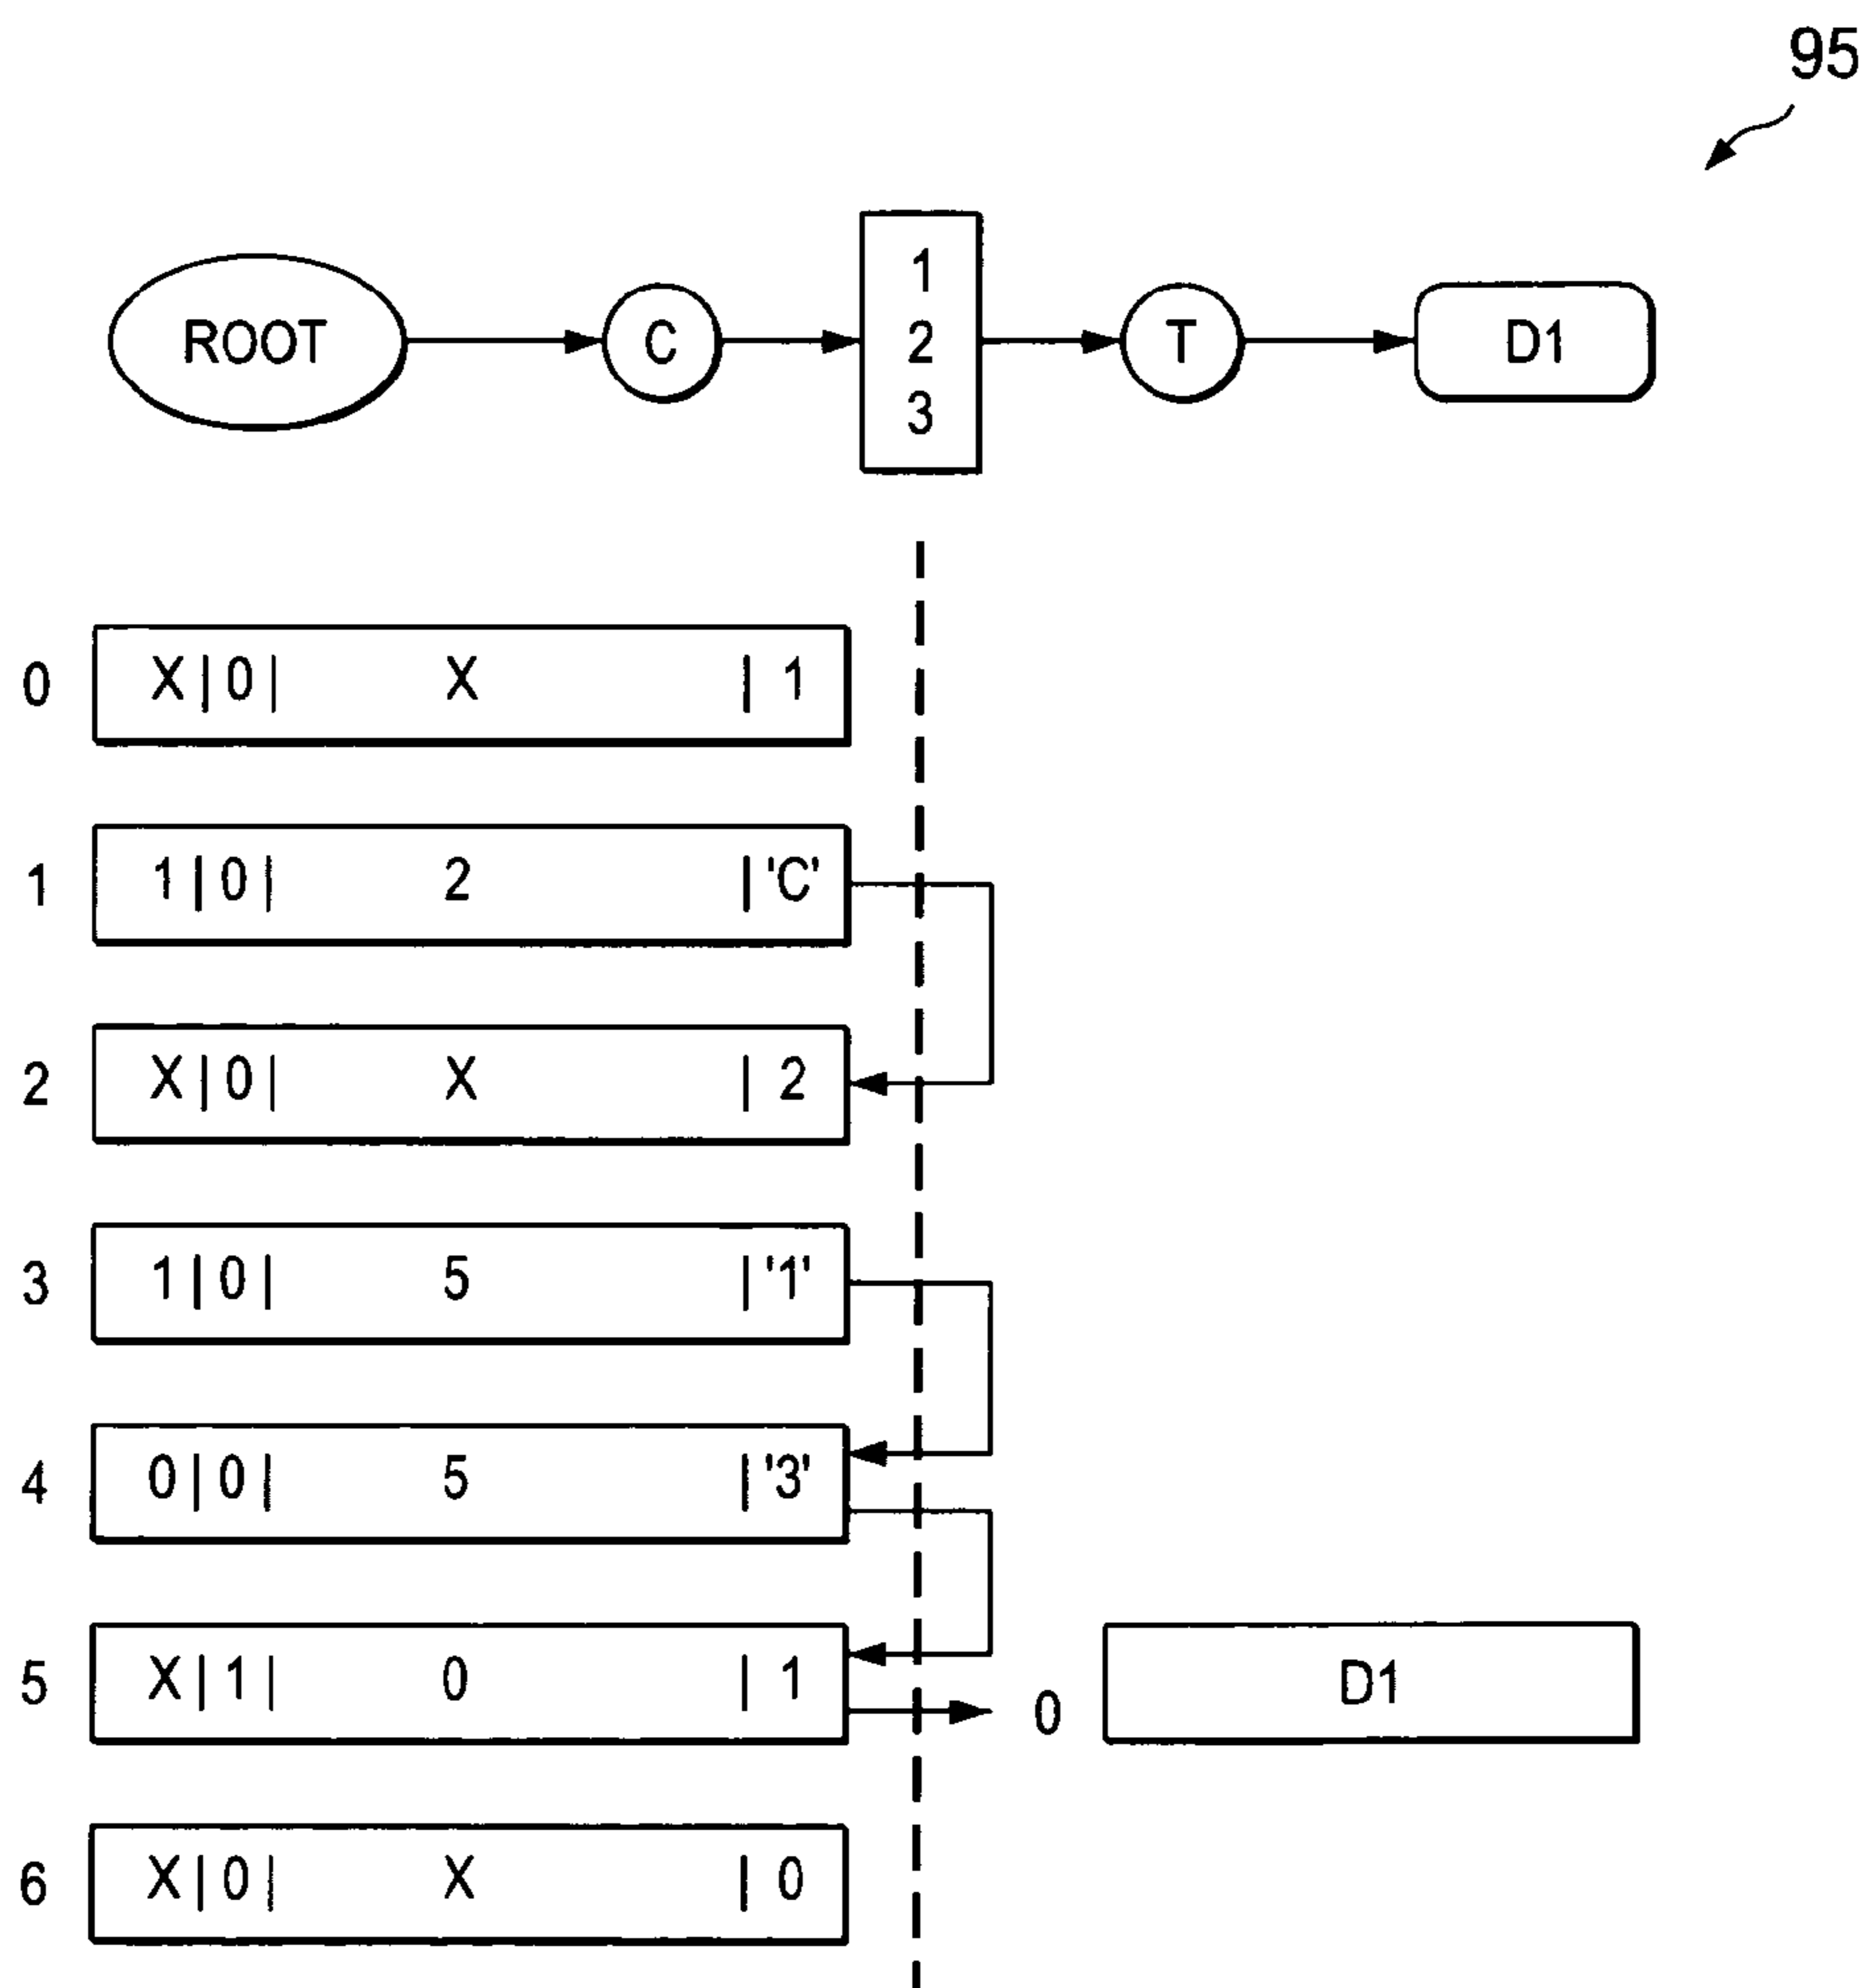 95
ROOT C 1 T D1
2
3
0 X|0| X |1
1 1|0| 2 |'C'
2 X|0| X |2
3 1|0| 5 |'1'
4 0|0| 5 |'3'
5 X|1| 0 |1 0 D1
6 X|0| X |0